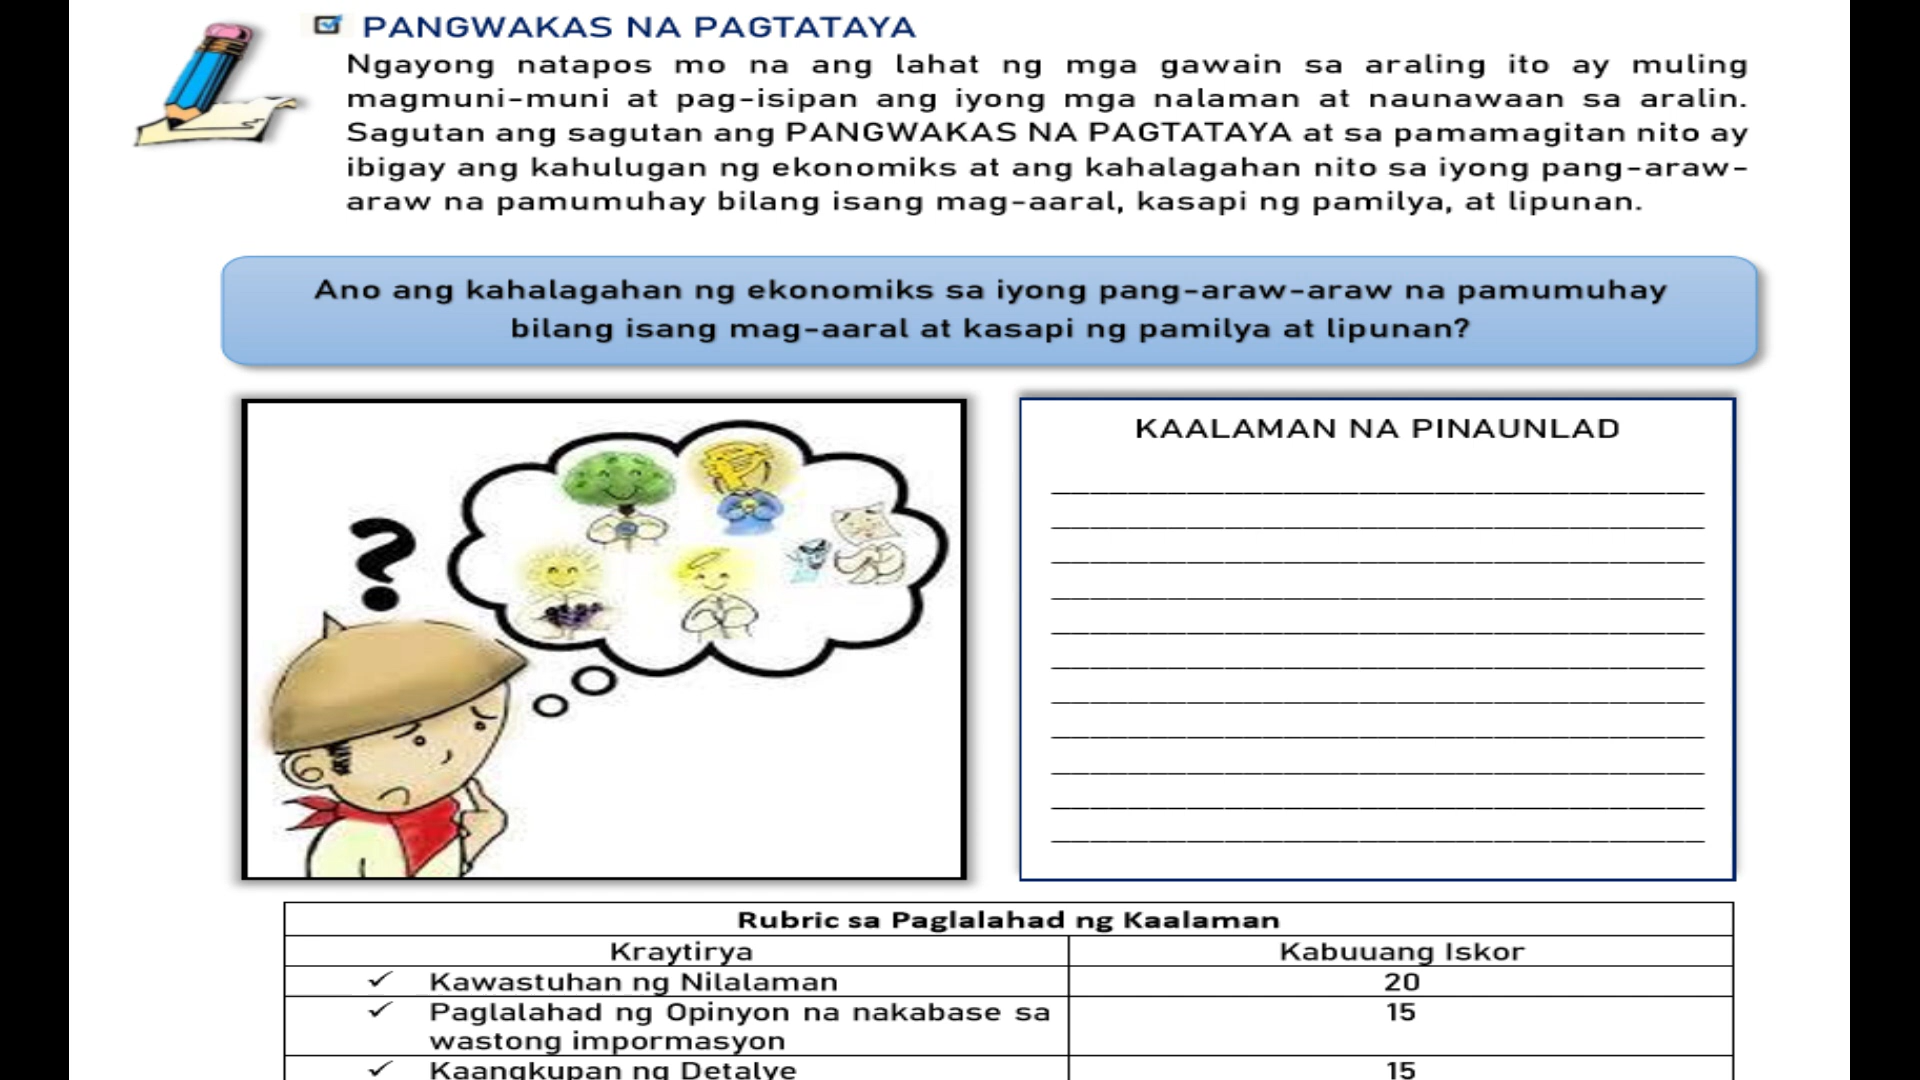 PANGWAKAS NA PAGTATAYA
Ngayong natapos mo na ang lahat ng mga gawain sa araling ito ay muling
magmuni-muni at pag-isipan ang iyong mga nalaman at naunawaan sa aralin.
Sagutan ang sagutan ang PANGWAKAS NA PAGTATAYA at sa pamamagitan nito ay
ibigay ang kahulugan ng ekonomiks at ang kahalagahan nito sa iyong pang-araw-
araw na pamumuhay bilang isang mag-aaral, kasapi ng pamilya, at lipunan.
Ano ang kahalagahan ng ekonomiks sa iyong pang-araw-araw na pamumuhay
bilang isang mag-aaral at kasapi ng pamilya at lipunan?
?
KAALAMAN NA PINAUNLAD
Rubric sa Paglalahad ng Kaalaman
Kraytirya Kabuuang Iskor
Kawastuhan ng Nilalaman 20
Paglalahad ng Opinyon na nakabase sa 15
wastong impormasyon
Kaangkupan ng Detalye 15